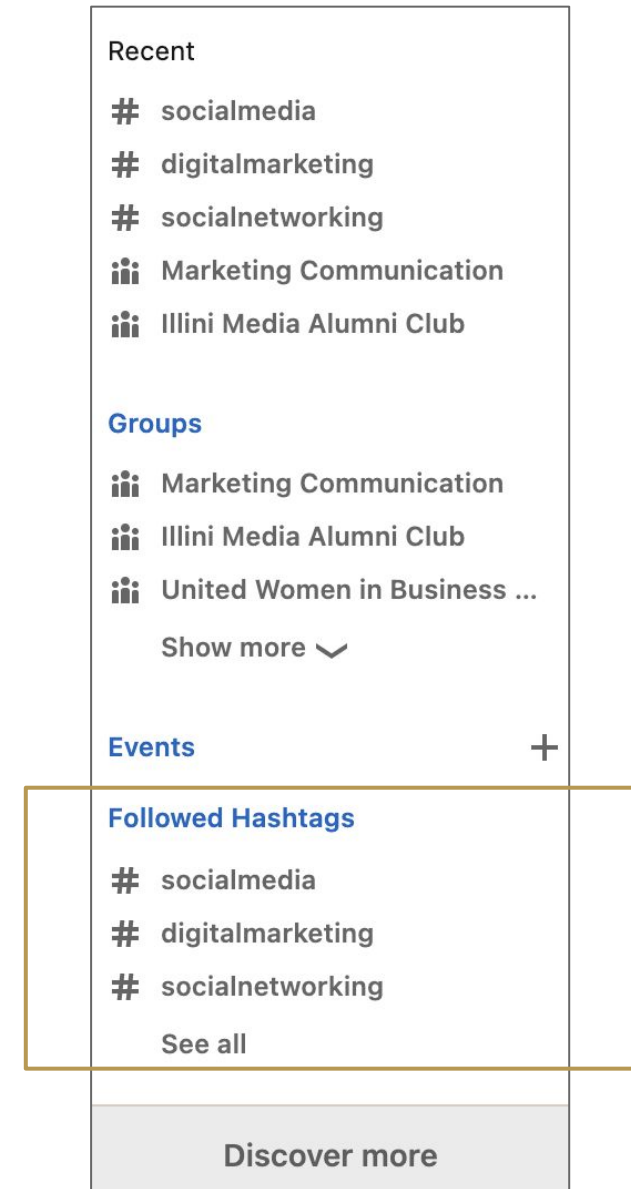 Recent
# socialmedia
# digitalmarketing
# socialnetworking
Marketing Communication
Illini Media Alumni Club
Groups
Marketing Communication
Illini Media Alumni Club
United Women in Business ...
Show more
Events +
Followed Hashtags
# socialmedia
# digitalmarketing
# socialnetworking
See all
Discover more